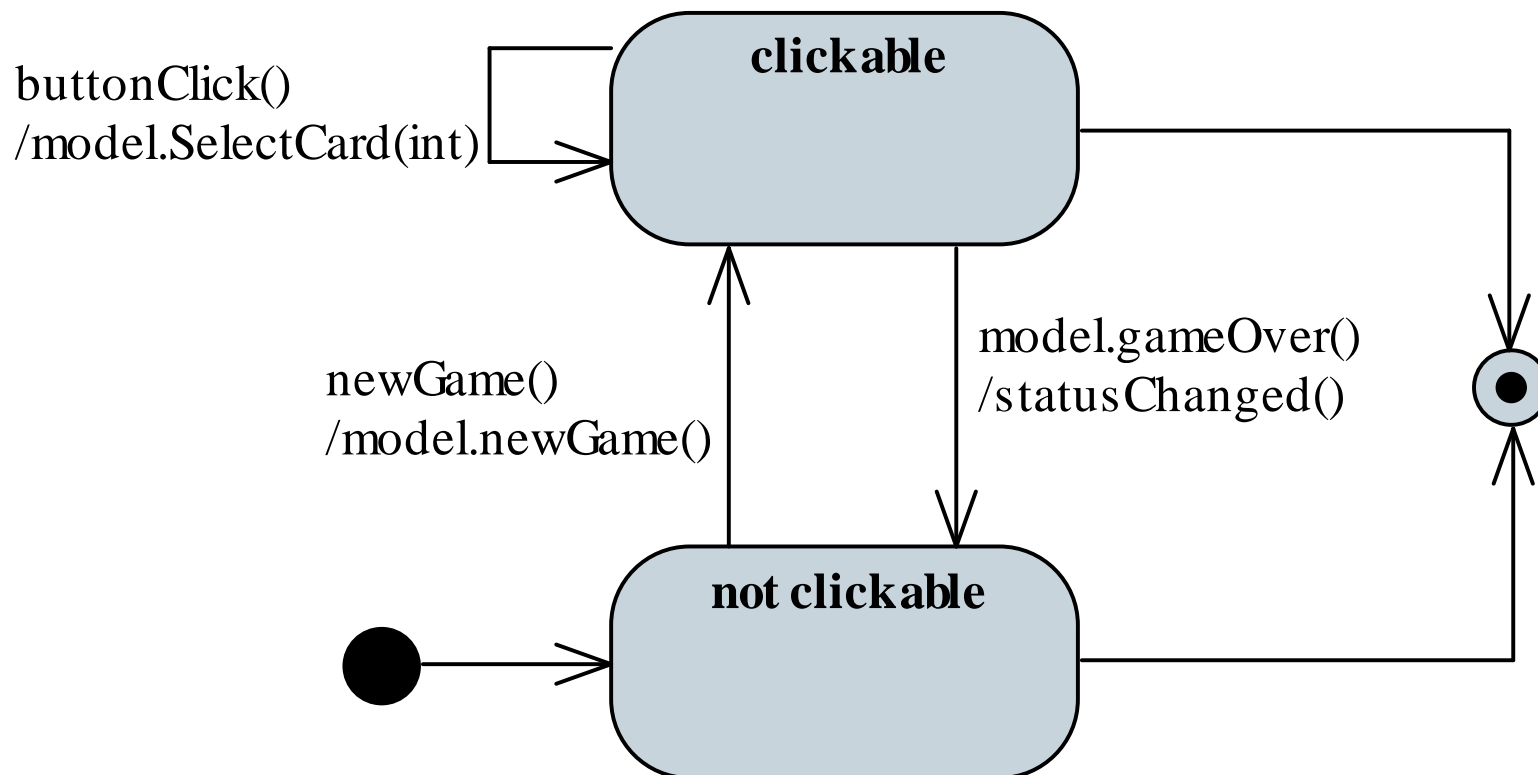 clickable
buttonClick()
/model.SelectCard(int)
model.gameOver()
/statusChanged()
newGame()
/model.newGame()
not clickable